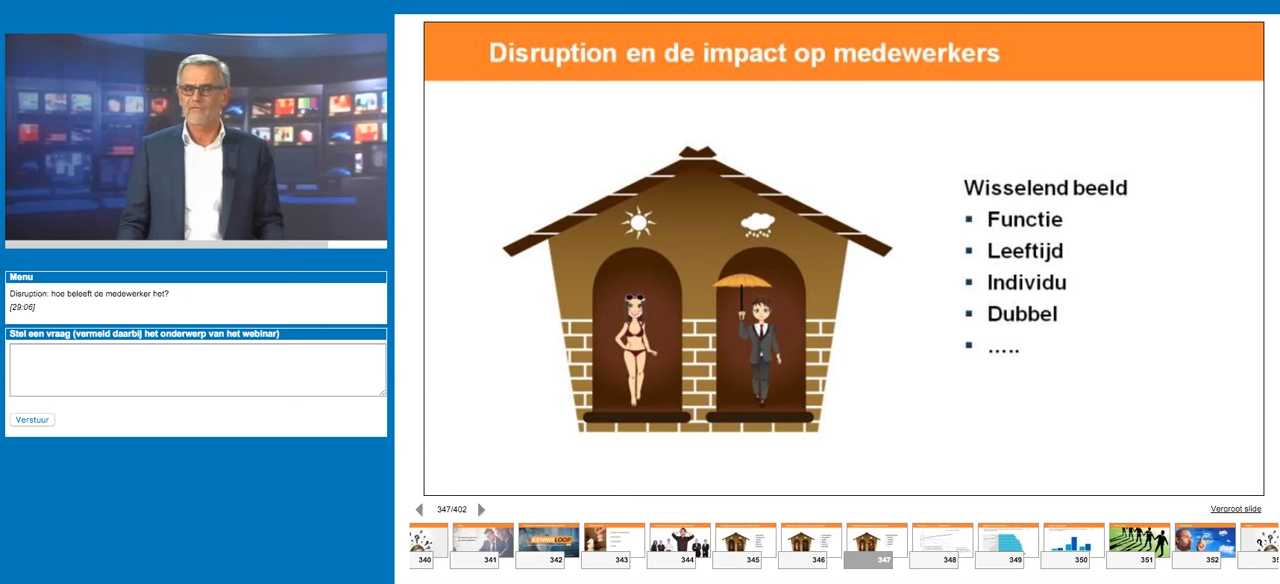 Disruption en de impact op medewerkers
Wisselend beeld
▪ Functie
▪ Leeftijd
▪ Individu
▪ Dubbel
▪ .....
Menu
Disruption: hoe beleeft de medewerker het?
[29:06]
Stel een vraag (vermeld daarbij het onderwerp van het webinar)
Verstuur
347/402
Vergroot slide
KENNISLOOP
340 341 342 343 344 345 346 347 348 349 350 351 352